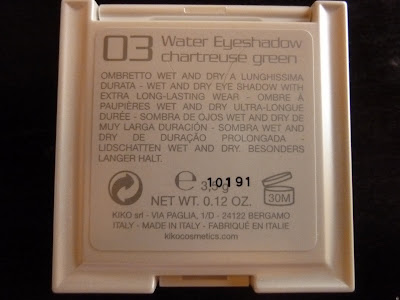 03 Water Eyeshadow
chartreuse green
OMBRETTO WET AND DRY/ A LUNGHISSIMA
DURATA - WET AND DRY EYE SHADOW WITH
EXTRA LONG-LASTING WEAR - OMBRE À
PAUPIÈRES WET AND DRY ULTRA-LONGUE
DURÉE - SOMBRA DE OJOS WET AND DRY DE
MUY LARGA DURACIÓN - SOMBRA WET AND
DRY DE DURAÇÃO PROLONGADA -
LIDSCHATTEN WET AND DRY. BESONDERS
LANGER HALT.
10191
℮ 3,5 g
30M
NET WT. 0.12 OZ.
KIKO srl - VIA PAGLIA, 1/D - 24122 BERGAMO
ITALY - MADE IN ITALY - FABRIQUÉ EN ITALIE
kikocosmetics.com